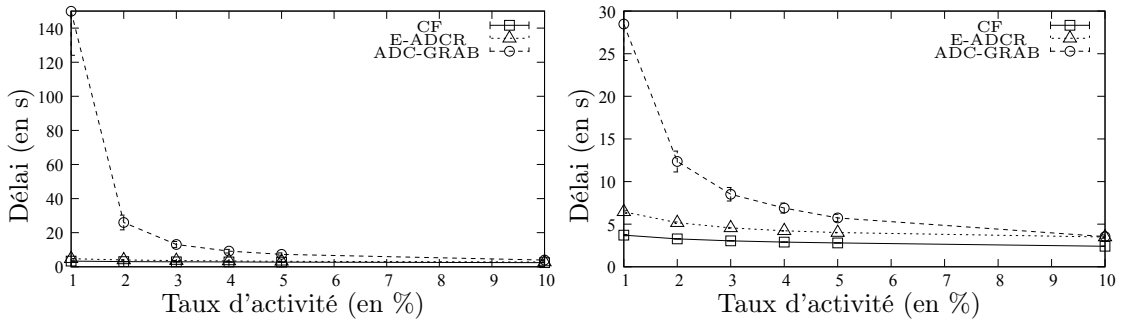 140
120
100
80
60
40
20
0
1 2 3 4 5 6 7 8 9 10
Délai (en s)
Taux d'activité (en %)
CF
E-ADCR
ADC-GRAB
30
25
20
15
10
5
0
1 2 3 4 5 6 7 8 9 10
Délai (en s)
Taux d'activité (en %)
CF
E-ADCR
ADC-GRAB